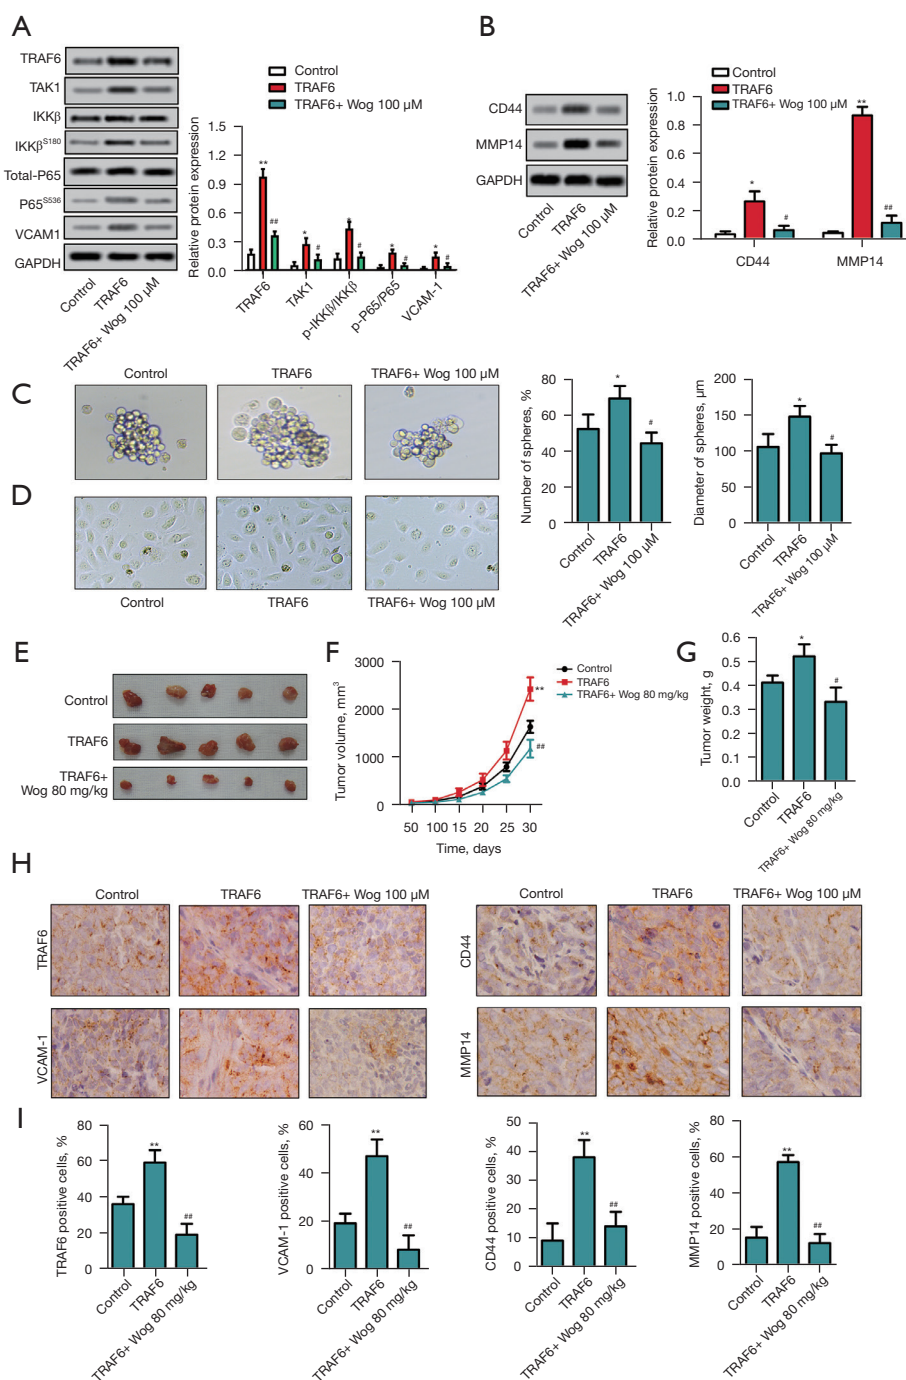 A
TRAF6
TAK1
IKKβ
IKKβS180
Total-P65
P65S536
VCAM1
GAPDH
Control
TRAF6
TRAF6+ Wog 100 µM
Control
TRAF6
TRAF6+ Wog 100 µM
Relative protein expression
1.5
1.2
0.9
0.6
0.3
0.0
**
##
*
#
*
#
*
#
*
#
TRAF6
TAK1
p-IKKβ/IKKβ
p-P65/P65
VCAM-1
B
CD44
MMP14
GAPDH
Control
TRAF6
TRAF6+ Wog 100 µM
Control
TRAF6
TRAF6+ Wog 100 µM
Relative protein expression
1.0
0.8
0.6
0.4
0.2
0.0
*
#
**
##
CD44
MMP14
C
Control
TRAF6
TRAF6+ Wog 100 µM
D
Control
TRAF6
TRAF6+ Wog 100 µM
Number of spheres, %
80
60
40
20
0
*
#
Control
TRAF6
TRAF6+ Wog 100 µM
Diameter of spheres, µm
200
150
100
50
0
*
#
Control
TRAF6
TRAF6+ Wog 100 µM
E
Control
TRAF6
TRAF6+
Wog 80 mg/kg
F
Tumor volume, mm³
3000
2000
1000
0
Control
TRAF6
TRAF6+ Wog 80 mg/kg
**
##
50 100 15 20 25 30
Time, days
G
Tumor weight, g
0.6
0.5
0.4
0.3
0.2
0.1
0.0
*
#
Control
TRAF6
TRAF6+ Wog 80 mg/kg
H
Control
TRAF6
TRAF6+ Wog 100 µM
TRAF6
VCAM-1
Control
TRAF6
TRAF6+ Wog 100 µM
CD44
MMP14
I
TRAF6 positive cells, %
80
60
40
20
0
**
##
Control
TRAF6
TRAF6+ Wog 80 mg/kg
VCAM-1 positive cells, %
60
40
20
0
**
##
Control
TRAF6
TRAF6+ Wog 80 mg/kg
CD44 positive cells, %
50
40
30
20
10
0
**
##
Control
TRAF6
TRAF6+ Wog 80 mg/kg
MMP14 positive cells, %
80
60
40
20
0
**
##
Control
TRAF6
TRAF6+ Wog 80 mg/kg